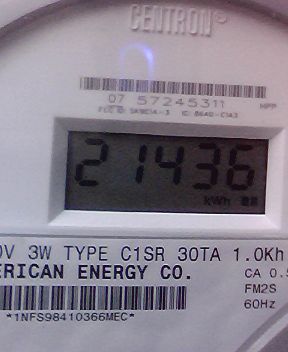 CENTRON
07 57245311 HPP
21436
kWh
0V 3W TYPE C1SR 30TA 1.0Kh
ERICAN ENERGY CO.
CA 0.5
FM2S
60Hz
*1NFS98410366MEC*